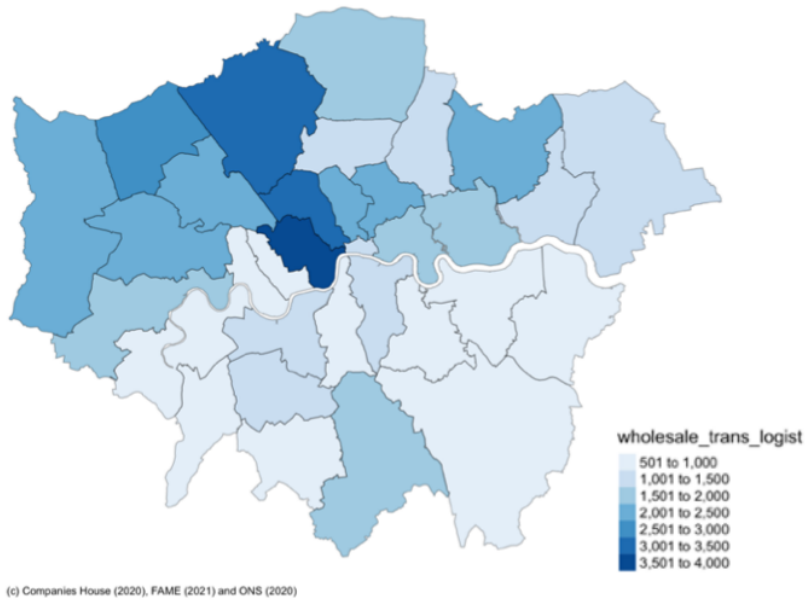 wholesale_trans_logist
501 to 1,000
1,001 to 1,500
1,501 to 2,000
2,001 to 2,500
2,501 to 3,000
3,001 to 3,500
3,501 to 4,000
(c) Companies House (2020), FAME (2021) and ONS (2020)